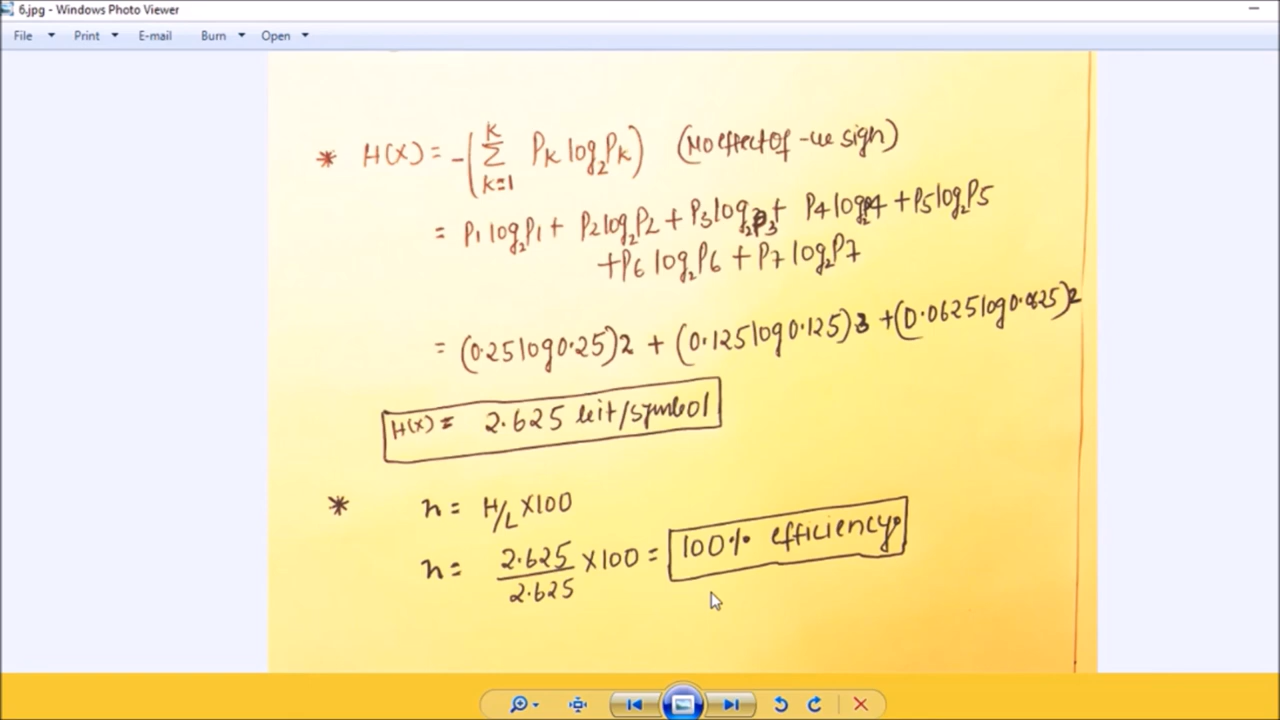 6.jpg - Windows Photo Viewer
File Print E-mail Burn Open
* H(X) = -(K Σ k=1 PK log2 Pk) (No effect of -ve sign)
= P1 log2 P1 + P2 log2 P2 + P3 log2 P3 + P4 log2 P4 + P5 log2 P5
+ P6 log2 P6 + P7 log2 P7
= (0.25 log 0.25)2 + (0.125 log 0.125)3 + (0.0625 log 0.0625)2
H(X) = 2.625 bit/symbol
* n = H/L X100
n = 2.625/2.625 X100 = 100% efficiency.